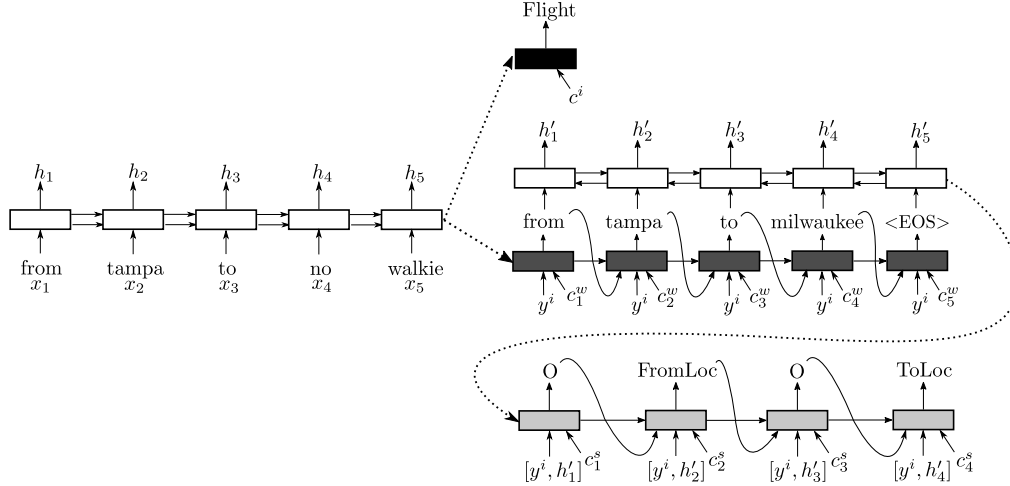 Flight
c^i
h'_1 h'_2 h'_3 h'_4 h'_5
h_1 h_2 h_3 h_4 h_5
from tampa to milwaukee <EOS>
from tampa to no walkie
x_1 x_2 x_3 x_4 x_5
y^i c^w_1 y^i c^w_2 y^i c^w_3 y^i c^w_4 y^i c^w_5
O FromLoc O ToLoc
[y^i, h'_1] c^s_1 [y^i, h'_2] c^s_2 [y^i, h'_3] c^s_3 [y^i, h'_4] c^s_4